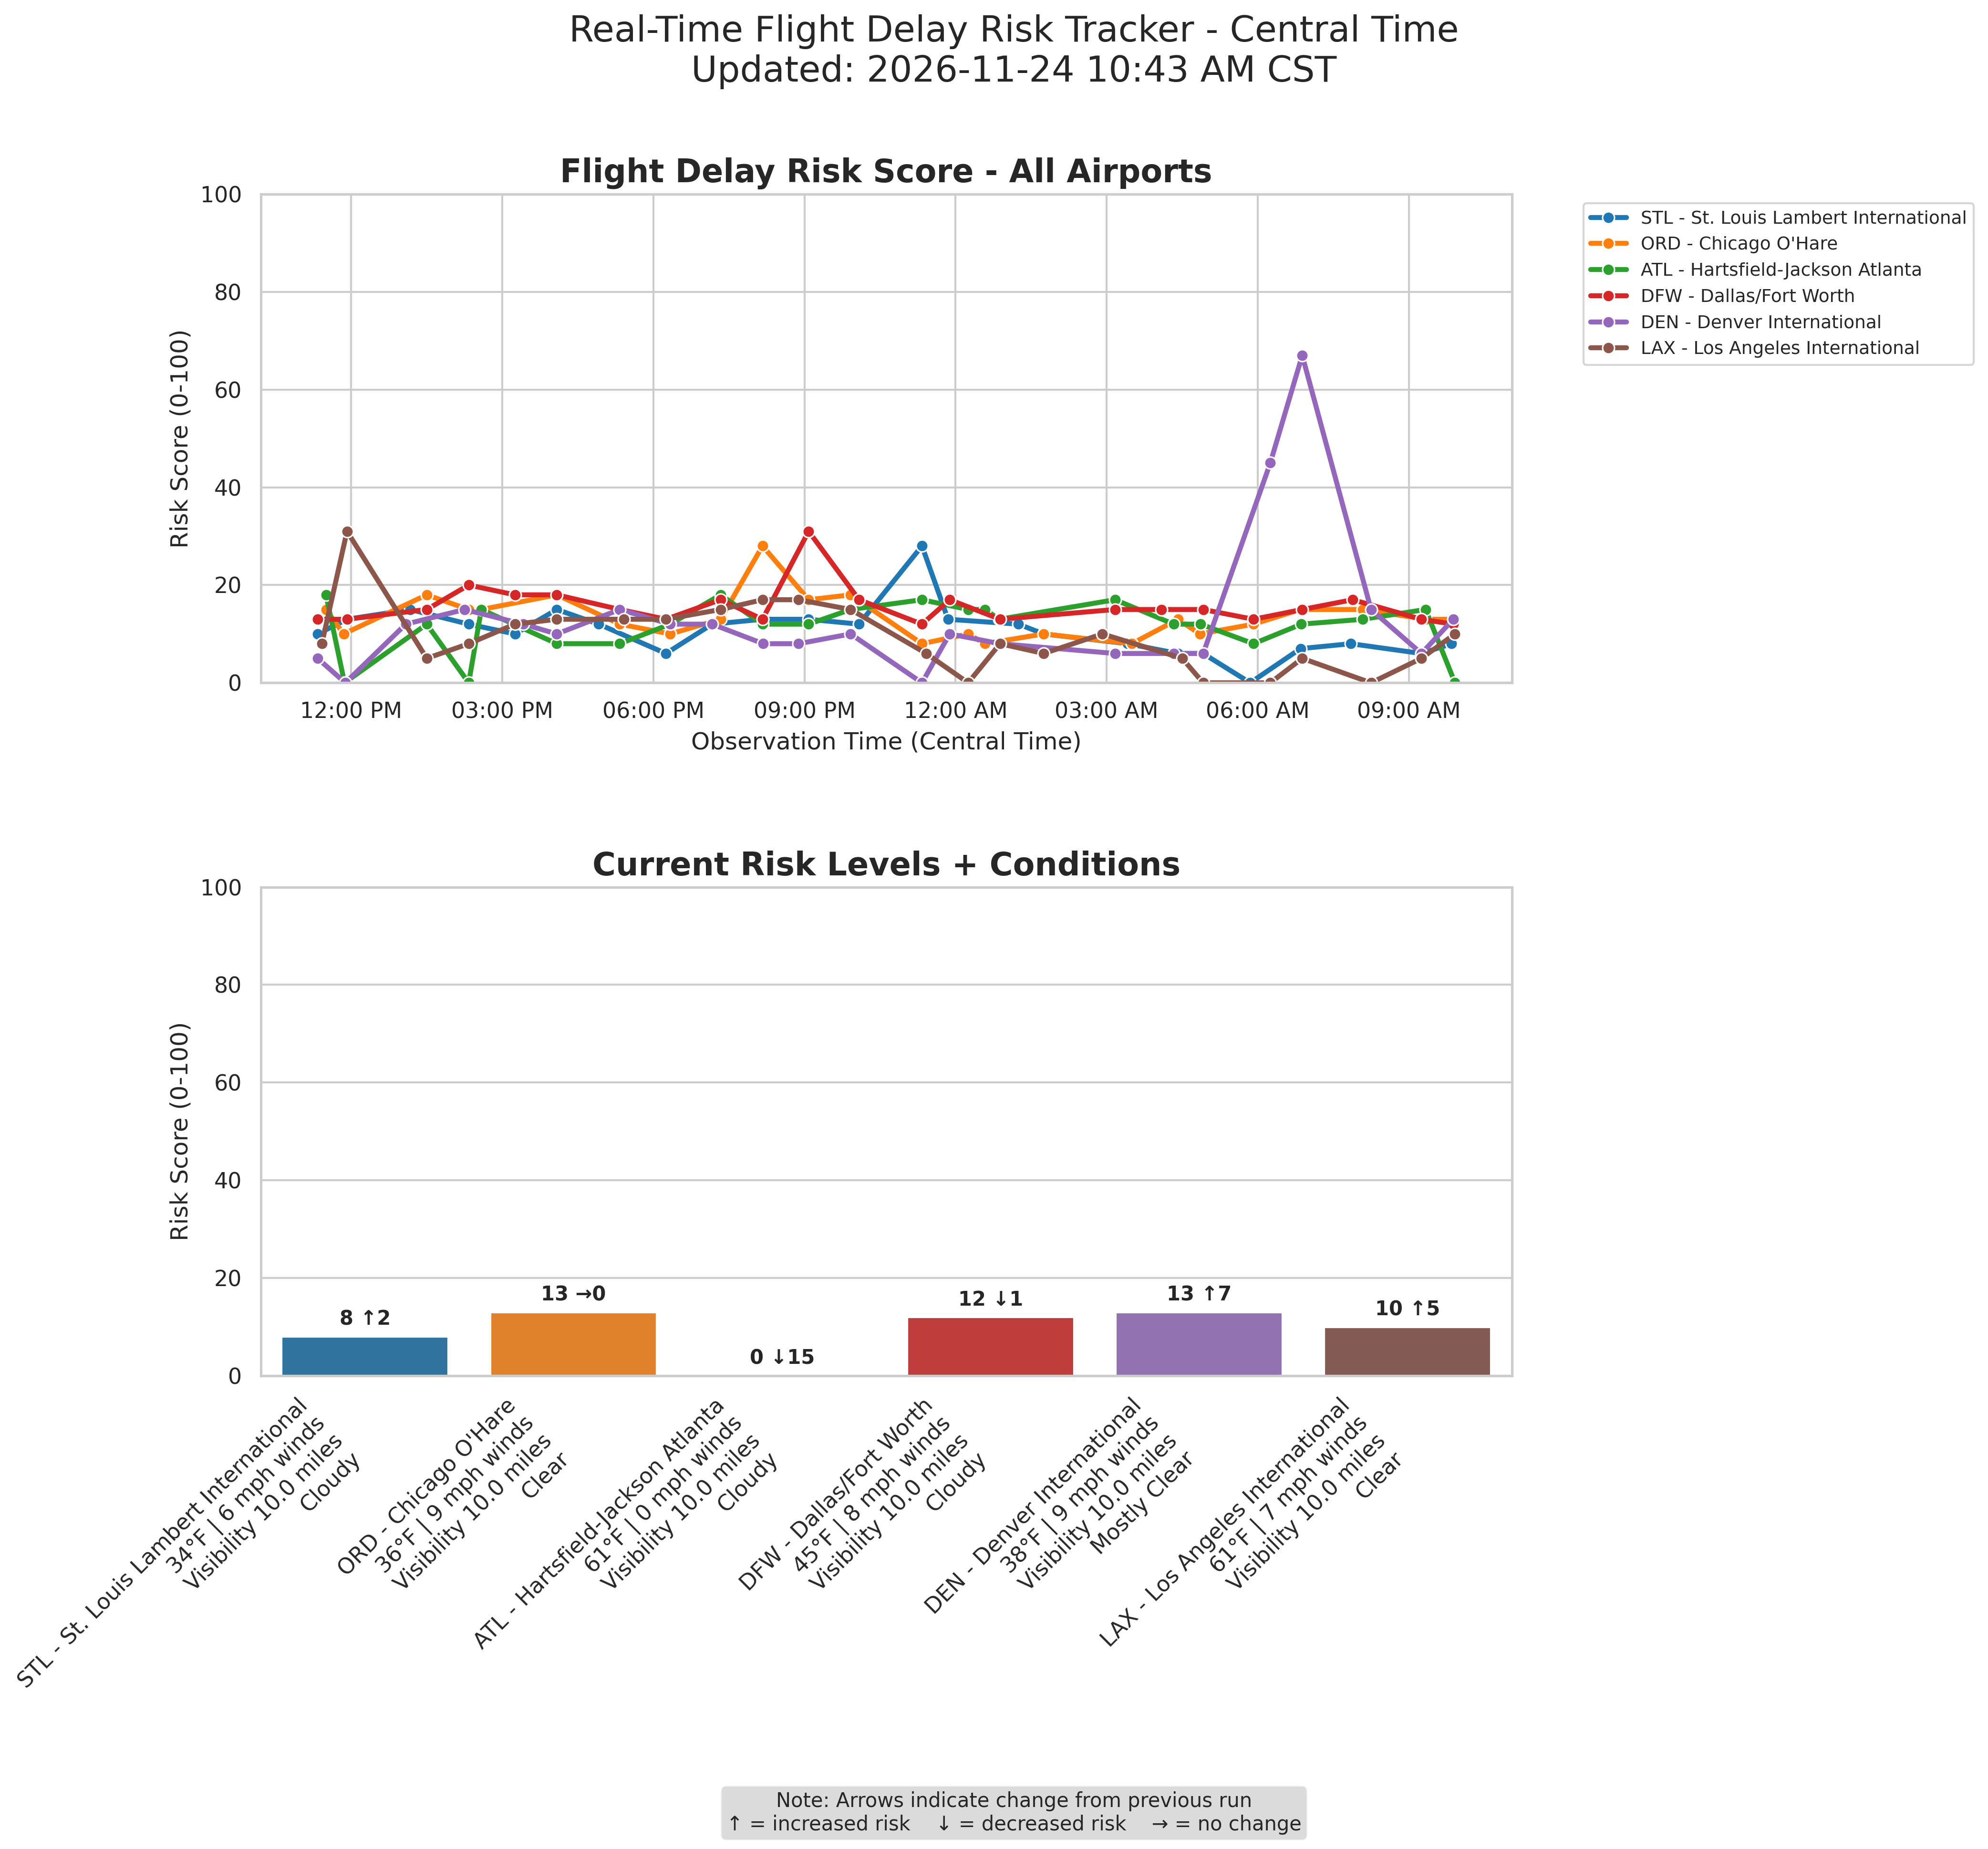 Real-Time Flight Delay Risk Tracker - Central Time
Updated: 2026-11-24 10:43 AM CST
Flight Delay Risk Score - All Airports
Risk Score (0-100)
100
80
60
40
20
0
12:00 PM
03:00 PM
06:00 PM
09:00 PM
12:00 AM
03:00 AM
06:00 AM
09:00 AM
Observation Time (Central Time)
STL - St. Louis Lambert International
ORD - Chicago O'Hare
ATL - Hartsfield-Jackson Atlanta
DFW - Dallas/Fort Worth
DEN - Denver International
LAX - Los Angeles International
Current Risk Levels + Conditions
Risk Score (0-100)
100
80
60
40
20
0
8 ↑2
13 →0
0 ↓15
12 ↓1
13 ↑7
10 ↑5
STL - St. Louis Lambert International
34°F | 6 mph winds
Visibility 10.0 miles
Cloudy
ORD - Chicago O'Hare
36°F | 9 mph winds
Visibility 10.0 miles
Clear
ATL - Hartsfield-Jackson Atlanta
61°F | 0 mph winds
Visibility 10.0 miles
Cloudy
DFW - Dallas/Fort Worth
45°F | 8 mph winds
Visibility 10.0 miles
Cloudy
DEN - Denver International
38°F | 9 mph winds
Visibility 10.0 miles
Mostly Clear
LAX - Los Angeles International
61°F | 7 mph winds
Visibility 10.0 miles
Clear
Note: Arrows indicate change from previous run
↑ = increased risk ↓ = decreased risk → = no change